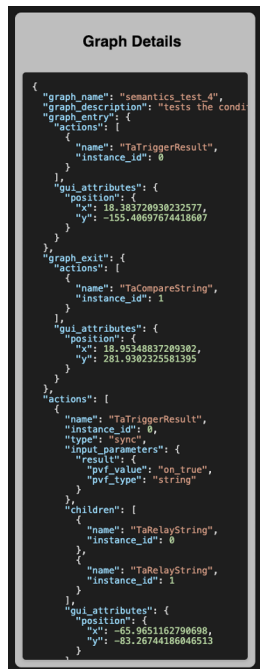 Graph Details
{
"graph_name": "semantics_test_4",
"graph_description": "tests the condi
"graph_entry": {
"actions": [
{
"name": "TaTriggerResult",
"instance_id": 0
}
],
"gui_attributes": {
"position": {
"x": 18.383720930232577,
"y": -155.40697674418607
}
}
},
"graph_exit": {
"actions": [
{
"name": "TaCompareString",
"instance_id": 1
}
],
"gui_attributes": {
"position": {
"x": 18.95348837209302,
"y": 281.9302325581395
}
}
},
"actions": [
{
"name": "TaTriggerResult",
"instance_id": 0,
"type": "sync",
"input_parameters": {
"result": {
"pvf_value": "on_true",
"pvf_type": "string"
}
},
"children": [
{
"name": "TaRelayString",
"instance_id": 0
},
{
"name": "TaRelayString",
"instance_id": 1
}
],
"gui_attributes": {
"position": {
"x": -65.9651162790698,
"y": -83.26744186046513
}